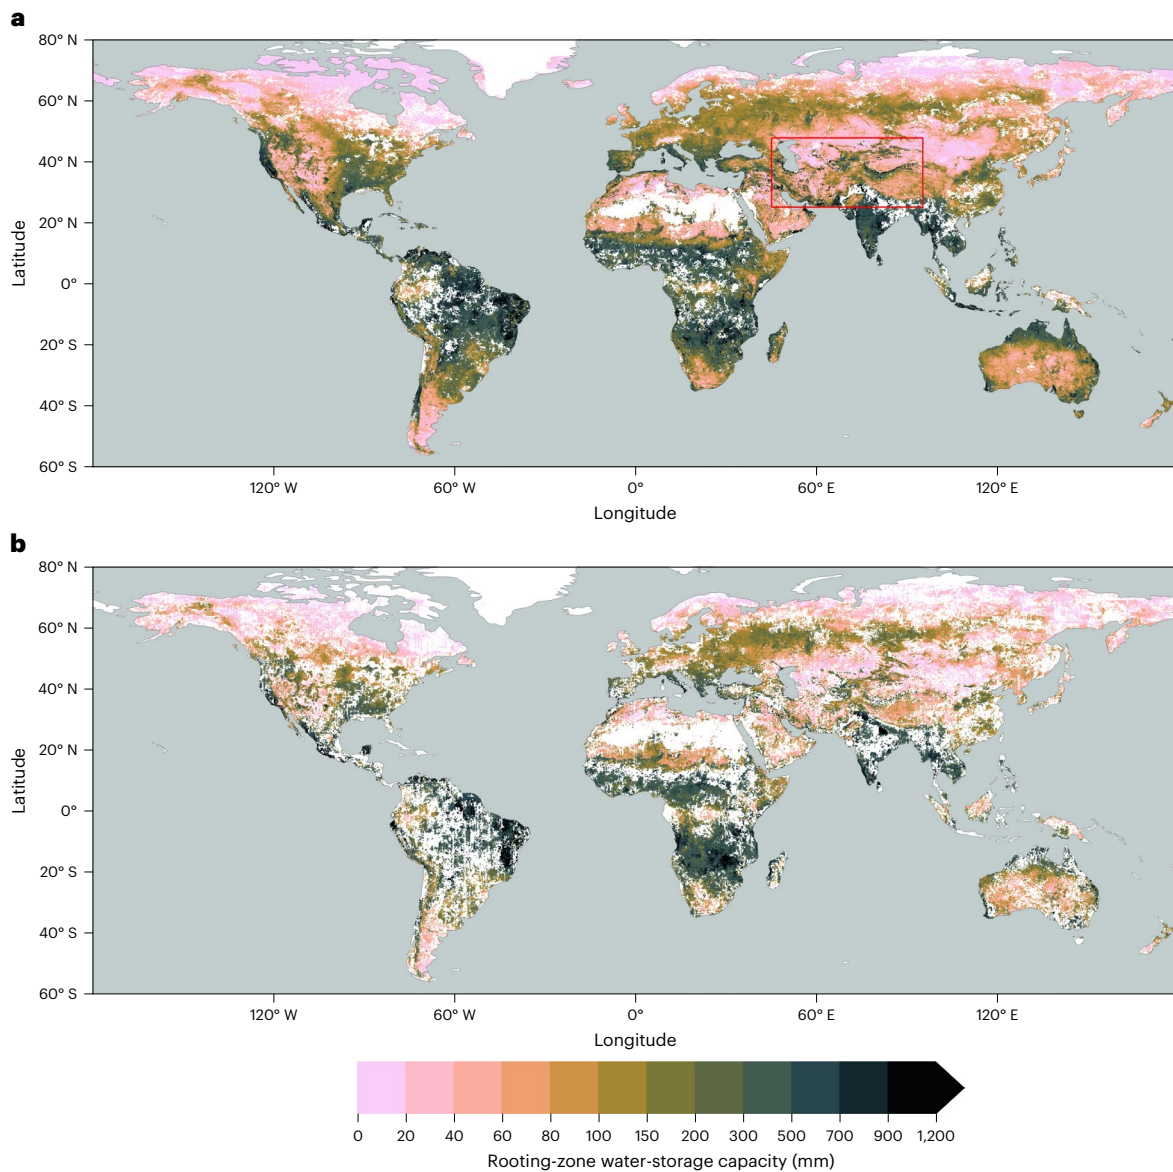 a
80° N
60° N
40° N
20° N
0°
20° S
40° S
60° S
Latitude
120° W 60° W 0° 60° E 120° E
Longitude
b
80° N
60° N
40° N
20° N
0°
20° S
40° S
60° S
Latitude
120° W 60° W 0° 60° E 120° E
Longitude
0 20 40 60 80 100 150 200 300 500 700 900 1,200
Rooting-zone water-storage capacity (mm)